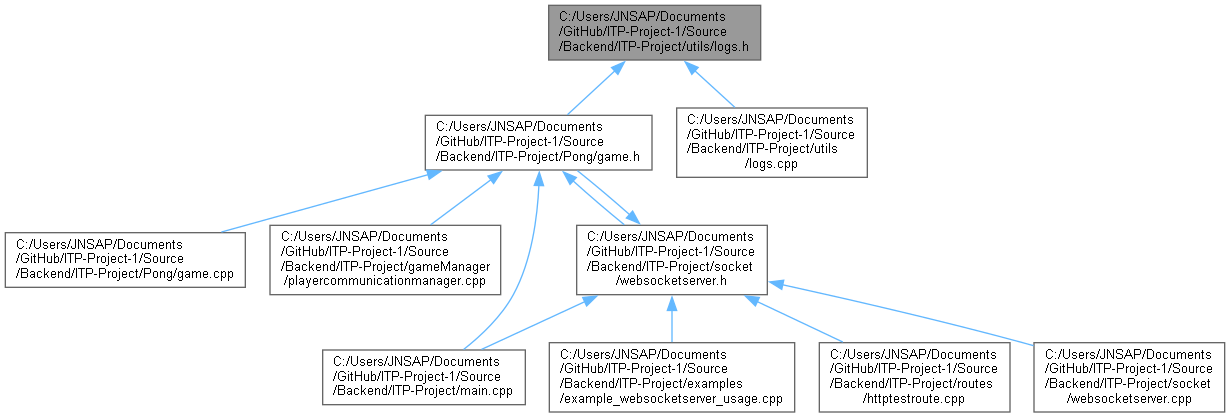 C:/Users/JNSAP/Documents
/GitHub/ITP-Project-1/Source
/Backend/ITP-Project/utils/logs.h
C:/Users/JNSAP/Documents
/GitHub/ITP-Project-1/Source
/Backend/ITP-Project/Pong/game.h
C:/Users/JNSAP/Documents
/GitHub/ITP-Project-1/Source
/Backend/ITP-Project/utils
/logs.cpp
C:/Users/JNSAP/Documents
/GitHub/ITP-Project-1/Source
/Backend/ITP-Project/Pong/game.cpp
C:/Users/JNSAP/Documents
/GitHub/ITP-Project-1/Source
/Backend/ITP-Project/gameManager
/playercommunicationmanager.cpp
C:/Users/JNSAP/Documents
/GitHub/ITP-Project-1/Source
/Backend/ITP-Project/socket
/websocketserver.h
C:/Users/JNSAP/Documents
/GitHub/ITP-Project-1/Source
/Backend/ITP-Project/main.cpp
C:/Users/JNSAP/Documents
/GitHub/ITP-Project-1/Source
/Backend/ITP-Project/examples
/example_websocketserver_usage.cpp
C:/Users/JNSAP/Documents
/GitHub/ITP-Project-1/Source
/Backend/ITP-Project/routes
/httptestroute.cpp
C:/Users/JNSAP/Documents
/GitHub/ITP-Project-1/Source
/Backend/ITP-Project/socket
/websocketserver.cpp